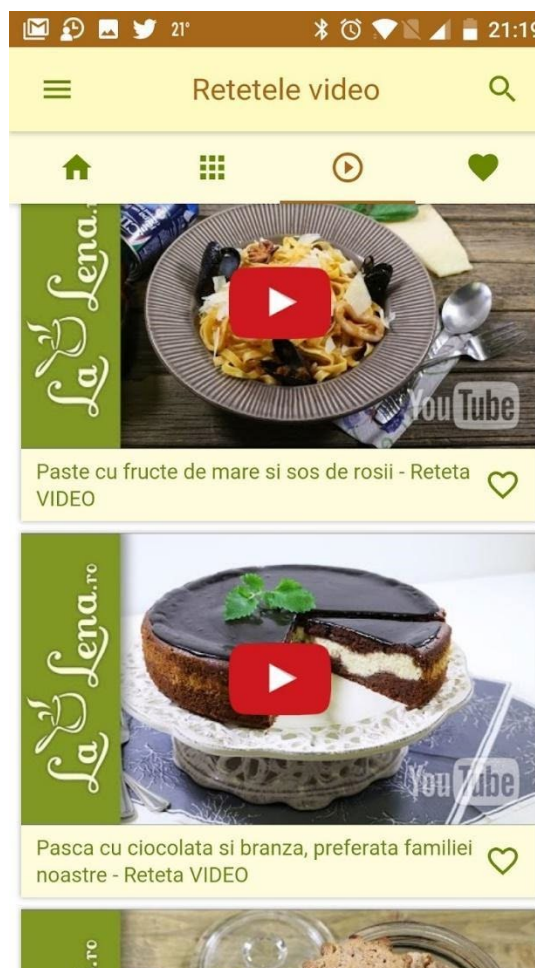 21°
21:19
Retetele video
La Lena.r
YouTube
Paste cu fructe de mare si sos de rosii - Reteta
VIDEO
La Lena.ro
YouTube
Pasca cu ciocolata si branza, preferata familiei
noastre - Reteta VIDEO
.ro